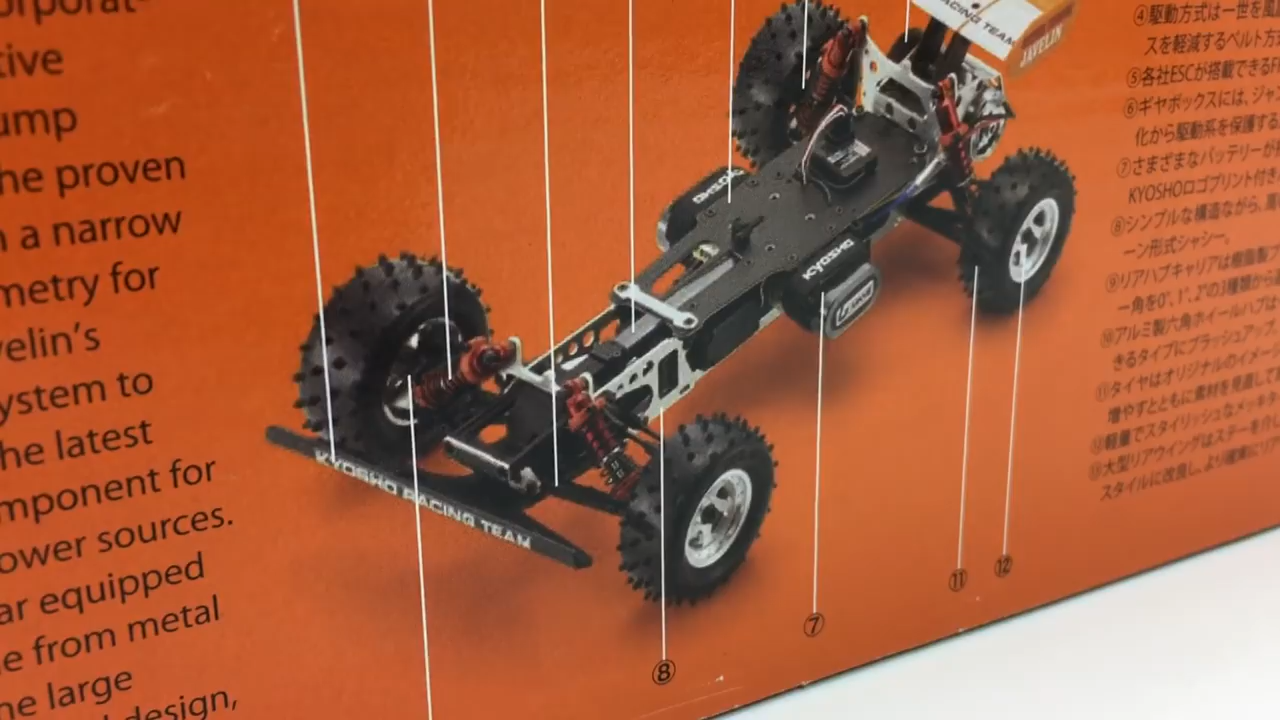 tive
ump
he proven
n a narrow
metry for
velin's
ystem to
he latest
mponent for
ower sources.
ar equipped
e from metal
he large
design,
KYOSHO RACING TEAM
KYOSHO
KYOSHO
RACING TEAM
JAVELIN
⑦
⑧
⑪
⑫
④駆動方式は一世を風
スを軽減するベルト方
⑤各社ESCが搭載できる
⑥ギヤボックスには、ジャ
化から駆動系を保護する
⑦さまざまなバッテリーが
KYOSHOロゴプリント付き
⑧シンプルな構造ながら、
ーン形式シャシー。
⑨リアハブキャリアは樹脂製
一角を0°、1°、2°の3種類から
⑩アルミ製六角ホイールハブは、
きるタイプにブラッシュアップ。
⑪タイヤはオリジナルのイメー
増やすとともに素材を見直して
⑫軽量でスタイリッシュなメッキ
⑬大型リアウイングはステーを介し
スタイルに改良し、より確実に